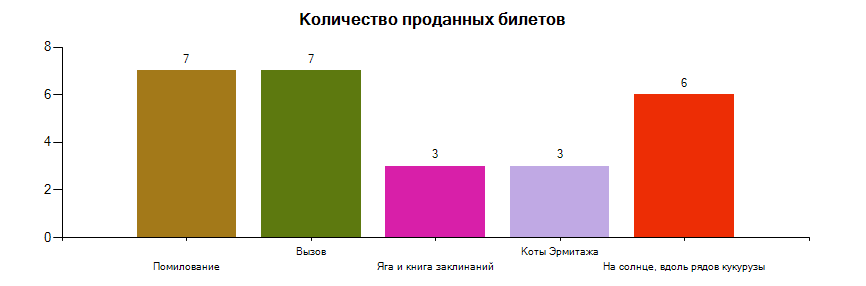 Количество проданных билетов
8
6
4
2
0
7
7
3
3
6
Помилование
Вызов
Яга и книга заклинаний
Коты Эрмитажа
На солнце, вдоль рядов кукурузы